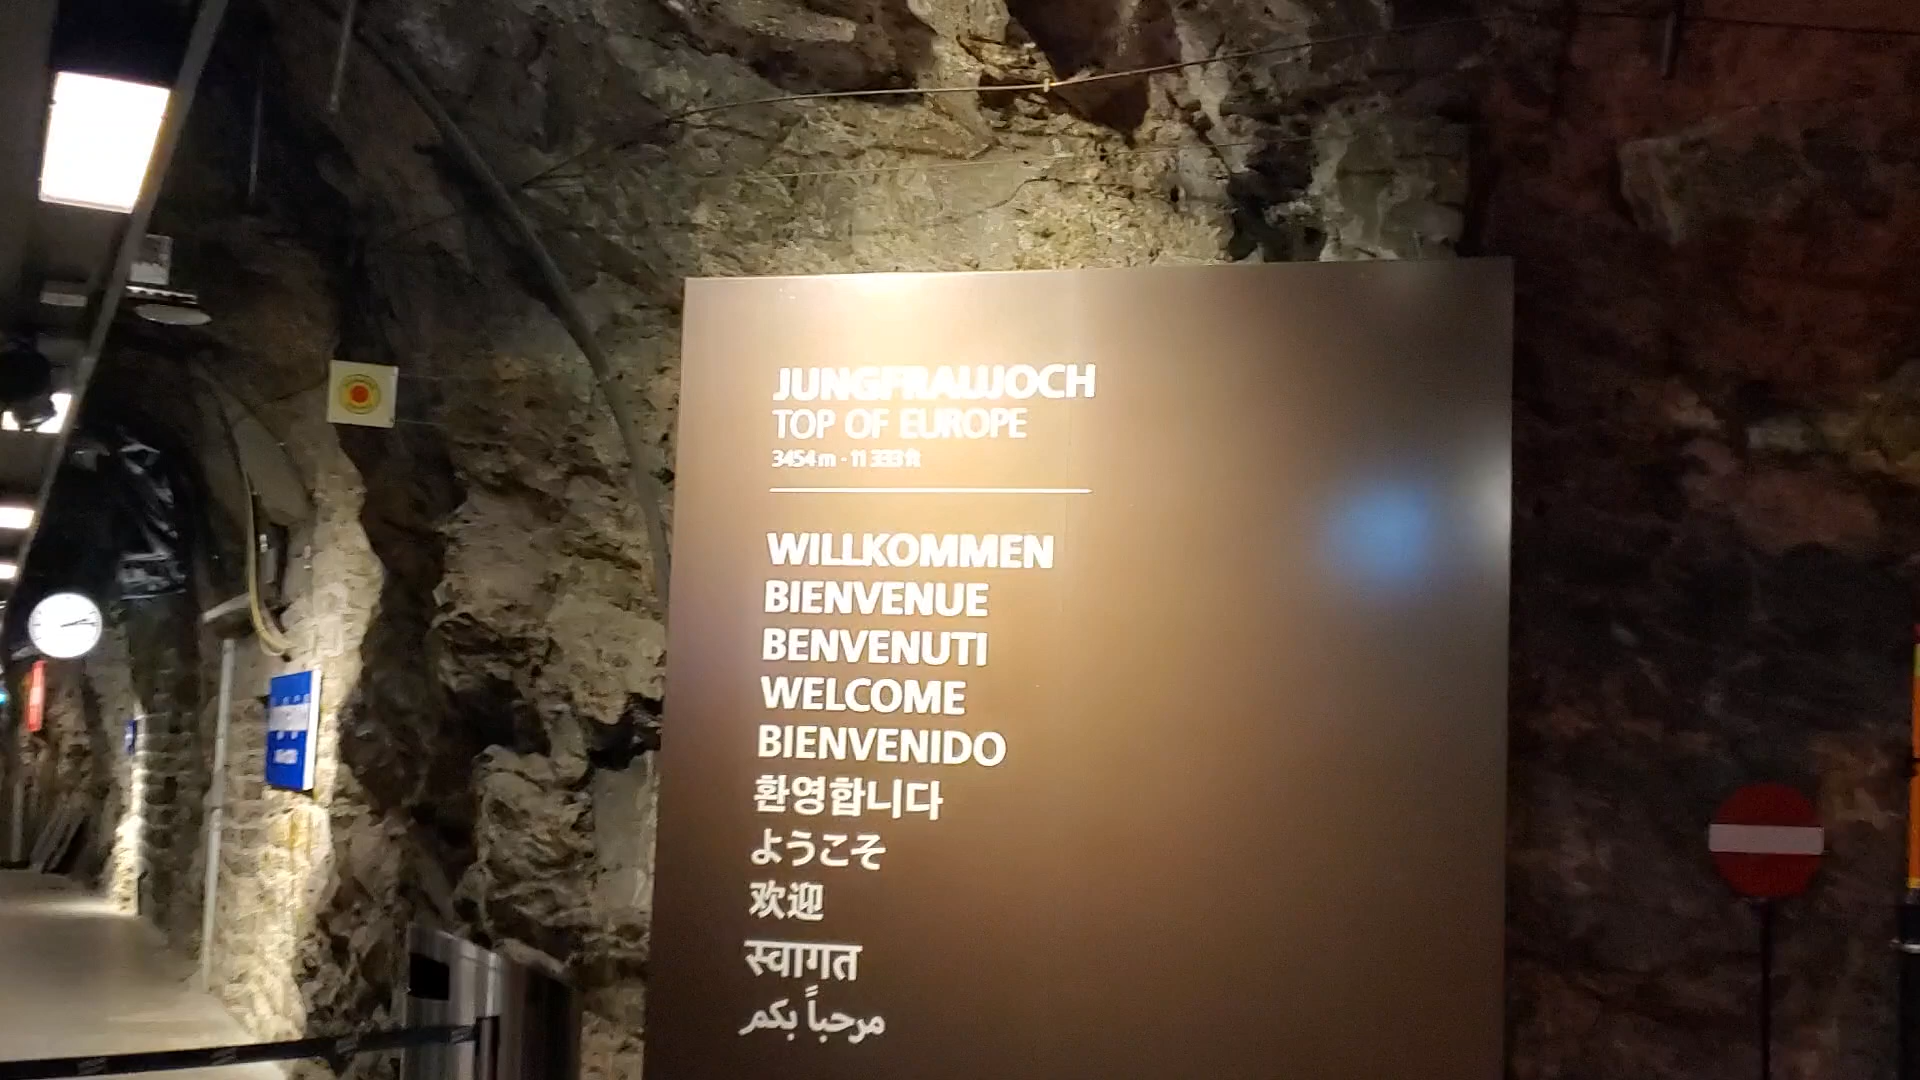 JUNGFRAUJOCH
TOP OF EUROPE
3454 m - 11 333 ft
WILLKOMMEN
BIENVENUE
BENVENUTI
WELCOME
BIENVENIDO
환영합니다
ようこそ
欢迎
स्वागत
مرحباً بكم